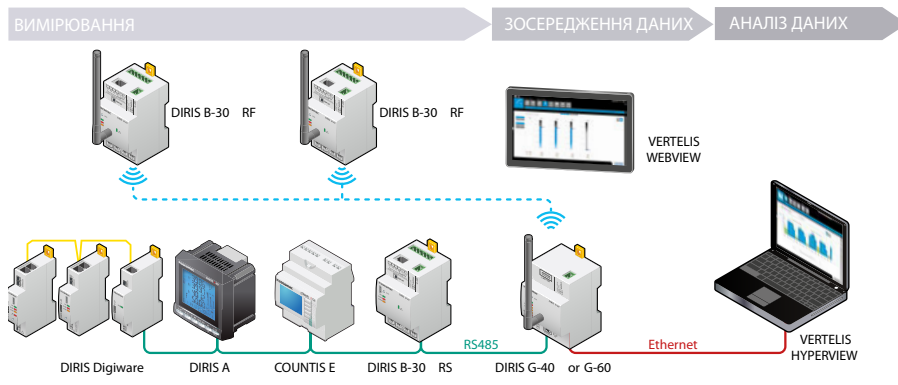 ВИМІРЮВАННЯ
ЗОСЕРЕДЖЕННЯ ДАНИХ
АНАЛІЗ ДАНИХ
DIRIS B-30 RF
DIRIS B-30 RF
VERTELIS
WEBVIEW
RS485
Ethernet
DIRIS Digiware
DIRIS A
COUNTIS E
DIRIS B-30 RS
DIRIS G-40 or G-60
VERTELIS
HYPERVIEW